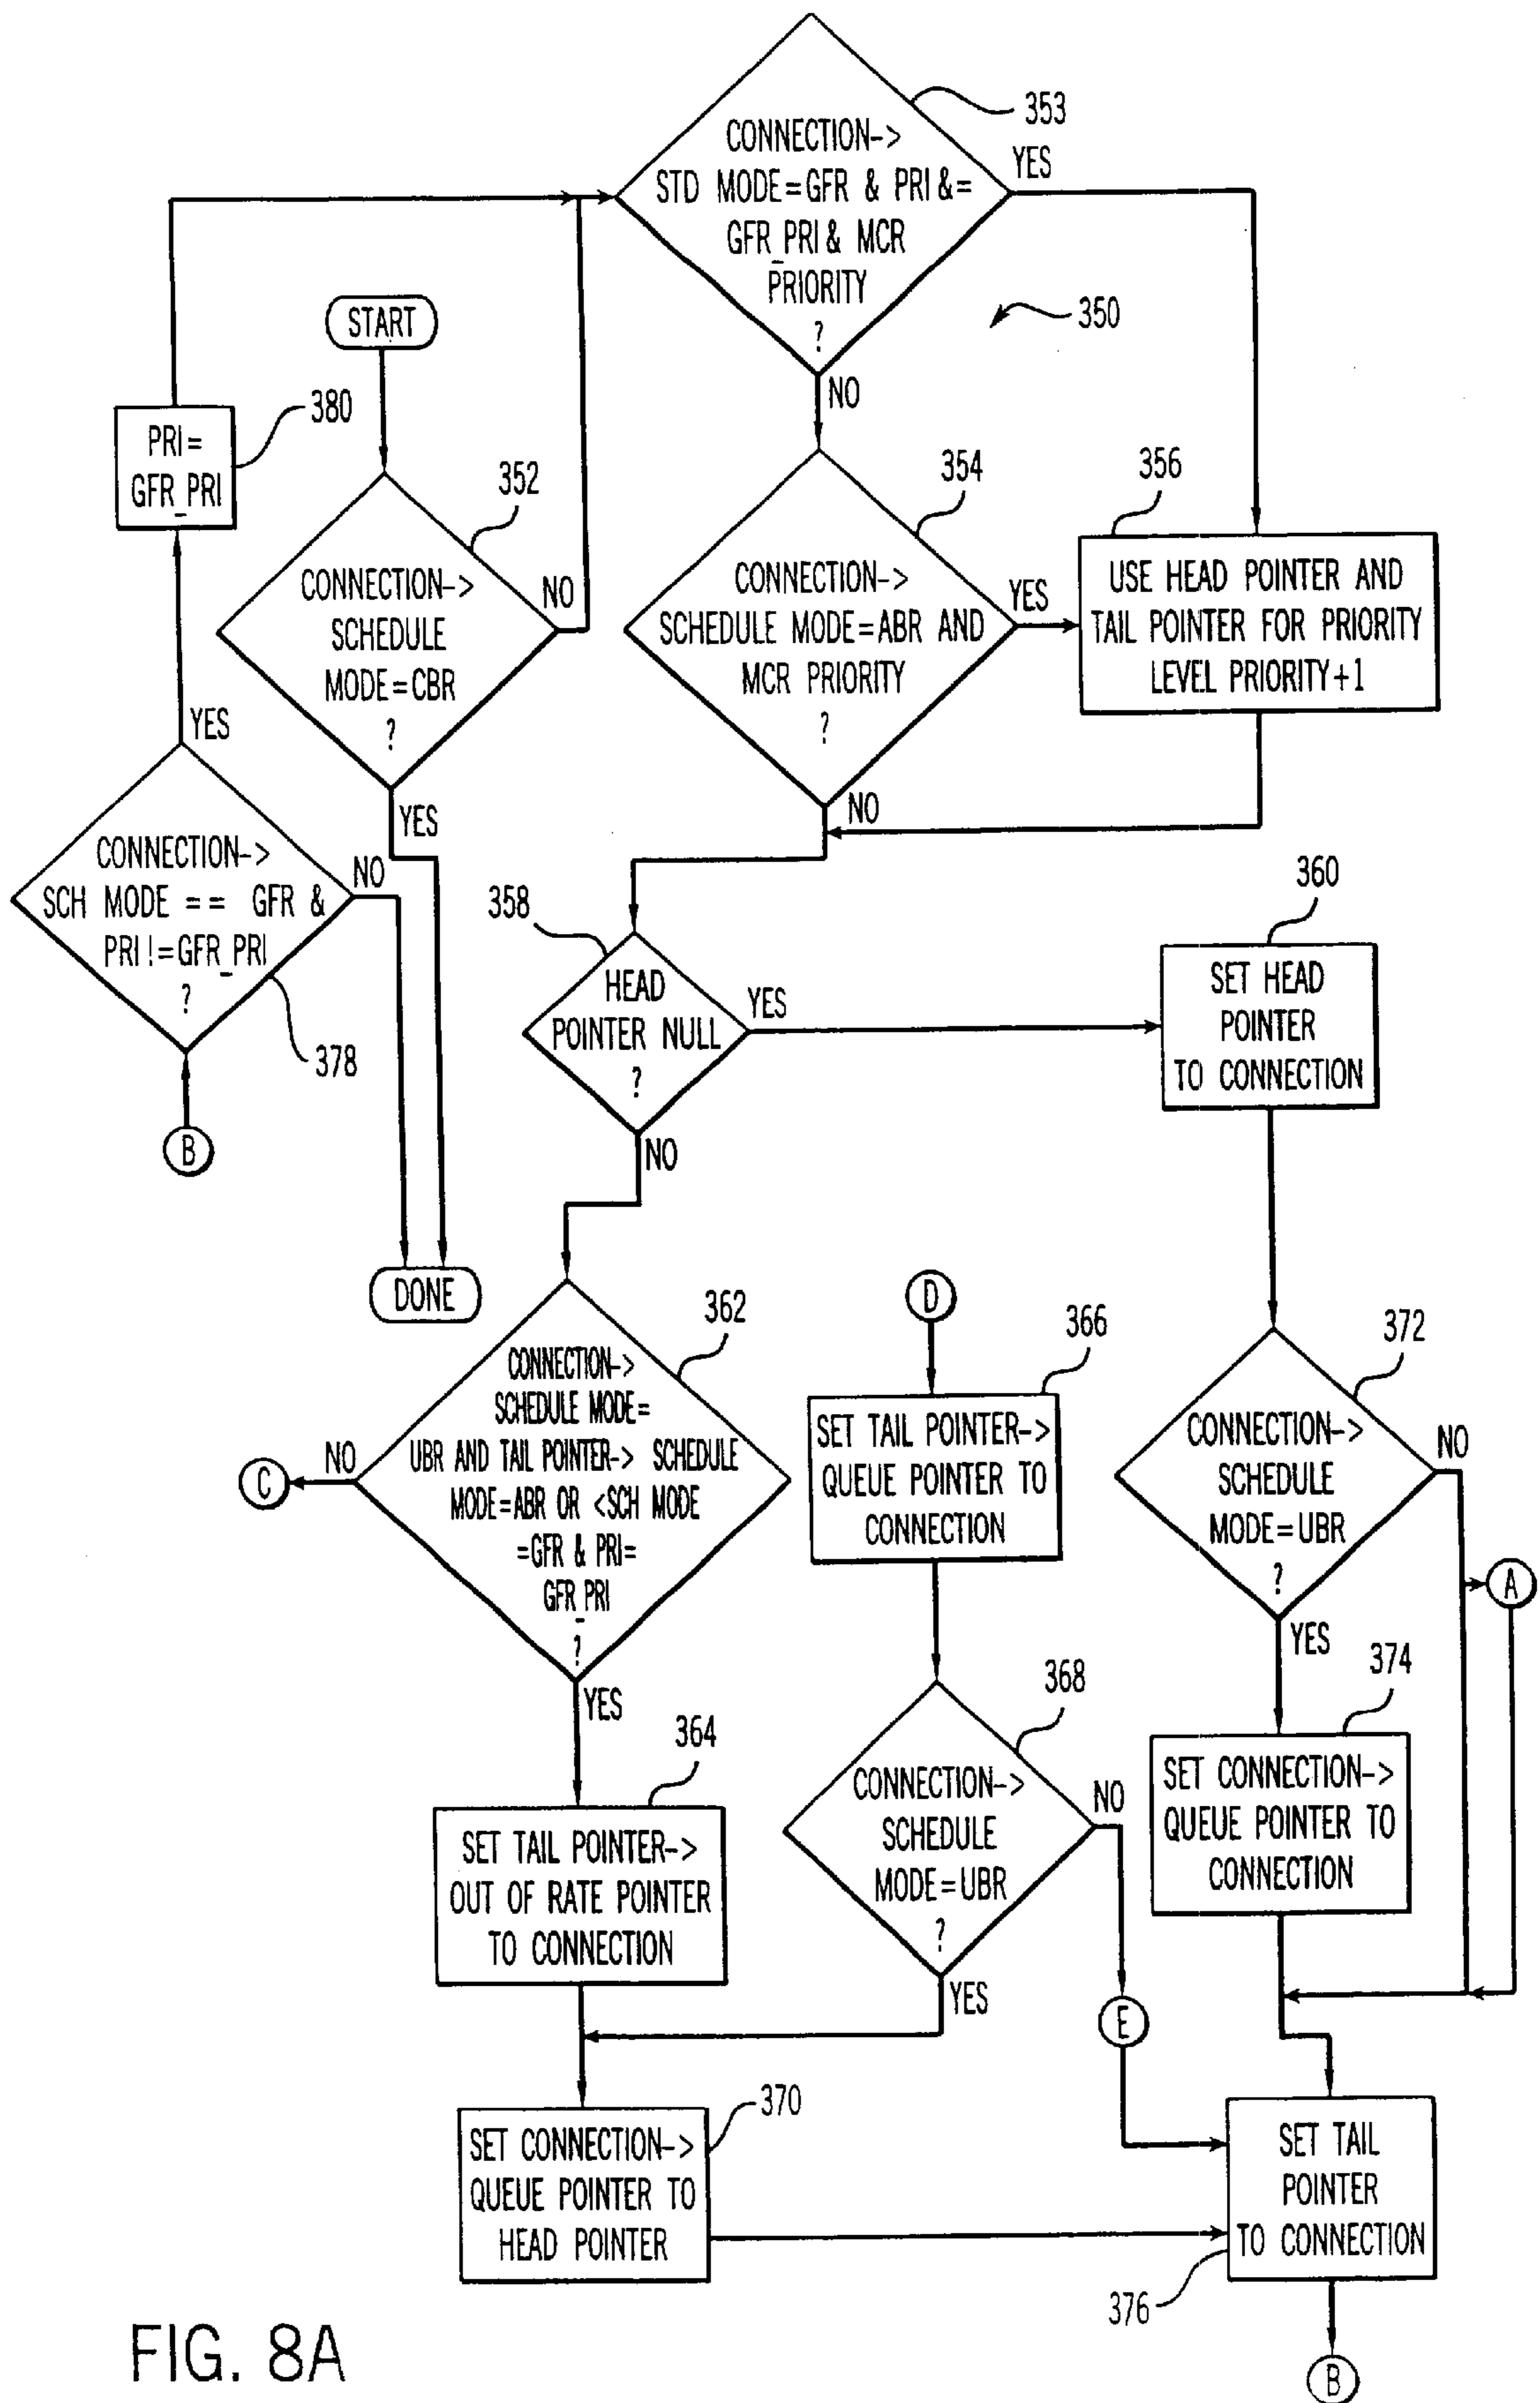 353
CONNECTION->
STD MODE=GFR & PRI &=
GFR_PRI & MCR
PRIORITY
?
YES
NO
350
START
380
PRI=
GFR_PRI
352
CONNECTION->
SCHEDULE
MODE=CBR
?
NO
YES
354
CONNECTION->
SCHEDULE MODE=ABR AND
MCR PRIORITY
?
YES
NO
356
USE HEAD POINTER AND
TAIL POINTER FOR PRIORITY
LEVEL PRIORITY+1
YES
CONNECTION->
SCH MODE == GFR &
PRI!=GFR_PRI
?
NO
378
B
358
HEAD
POINTER NULL
?
YES
NO
360
SET HEAD
POINTER
TO CONNECTION
DONE
362
CONNECTION->
SCHEDULE MODE=
UBR AND TAIL POINTER-> SCHEDULE
MODE=ABR OR <SCH MODE
=GFR & PRI=
GFR_PRI
?
NO
C
YES
D
366
SET TAIL POINTER->
QUEUE POINTER TO
CONNECTION
372
CONNECTION->
SCHEDULE
MODE=UBR
?
NO
A
YES
364
SET TAIL POINTER->
OUT OF RATE POINTER
TO CONNECTION
368
CONNECTION->
SCHEDULE
MODE=UBR
?
NO
YES
E
374
SET CONNECTION->
QUEUE POINTER TO
CONNECTION
370
SET CONNECTION->
QUEUE POINTER TO
HEAD POINTER
SET TAIL
POINTER
TO CONNECTION
376
B
FIG. 8A